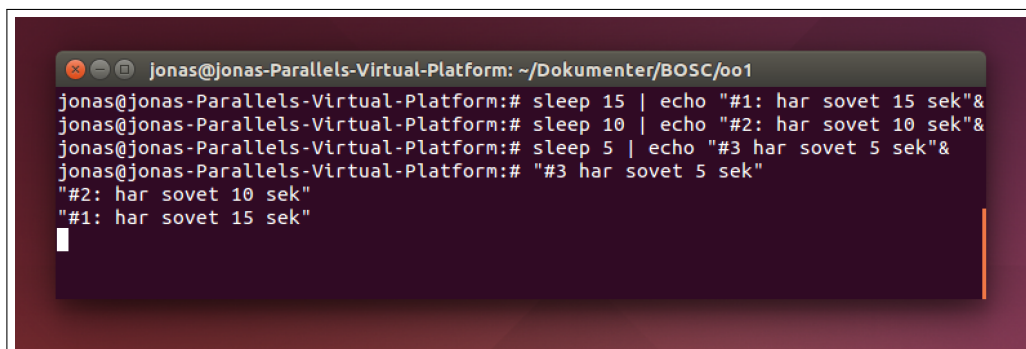 jonas@jonas-Parallels-Virtual-Platform: ~/Dokumenter/BOSC/oo1
jonas@jonas-Parallels-Virtual-Platform:# sleep 15 | echo "#1: har sovet 15 sek"&
jonas@jonas-Parallels-Virtual-Platform:# sleep 10 | echo "#2: har sovet 10 sek"&
jonas@jonas-Parallels-Virtual-Platform:# sleep 5 | echo "#3 har sovet 5 sek"&
jonas@jonas-Parallels-Virtual-Platform:# "#3 har sovet 5 sek"
"#2: har sovet 10 sek"
"#1: har sovet 15 sek"